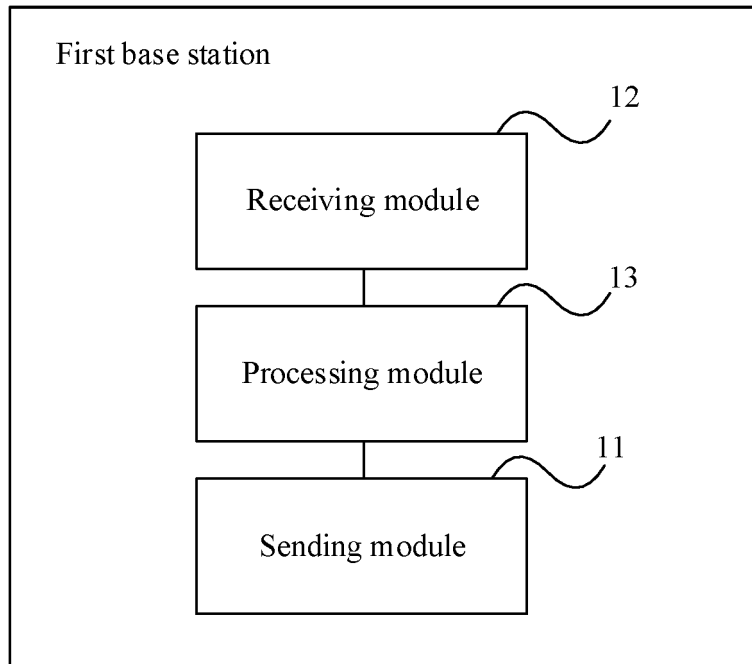 First base station
12
Receiving module
13
Processing module
11
Sending module